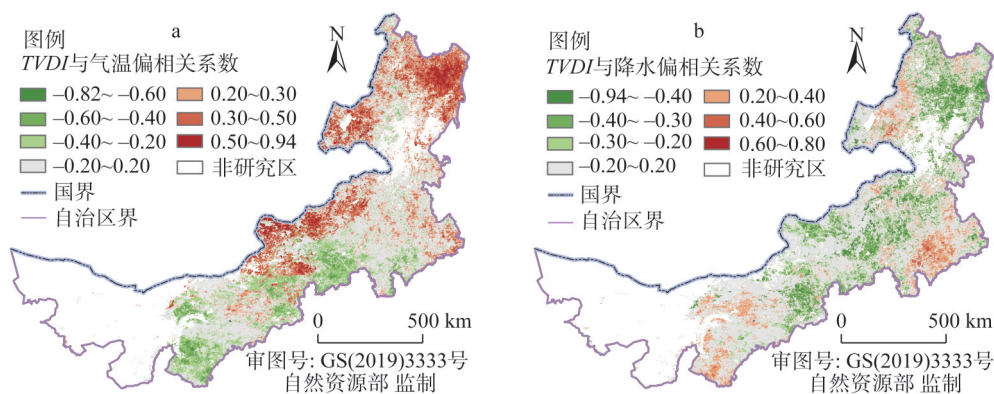 a
图例
N
TVDI与气温偏相关系数
–0.82~ –0.60
0.20~0.30
–0.60~ –0.40
0.30~0.50
–0.40~ –0.20
0.50~0.94
–0.20~0.20
非研究区
国界
自治区界
0
500 km
审图号: GS(2019)3333号
自然资源部 监制
b
图例
N
TVDI与降水偏相关系数
–0.94~ –0.40
0.20~0.40
–0.40~ –0.30
0.40~0.60
–0.30~ –0.20
0.60~0.80
–0.20~0.20
非研究区
国界
自治区界
0
500 km
审图号: GS(2019)3333号
自然资源部 监制